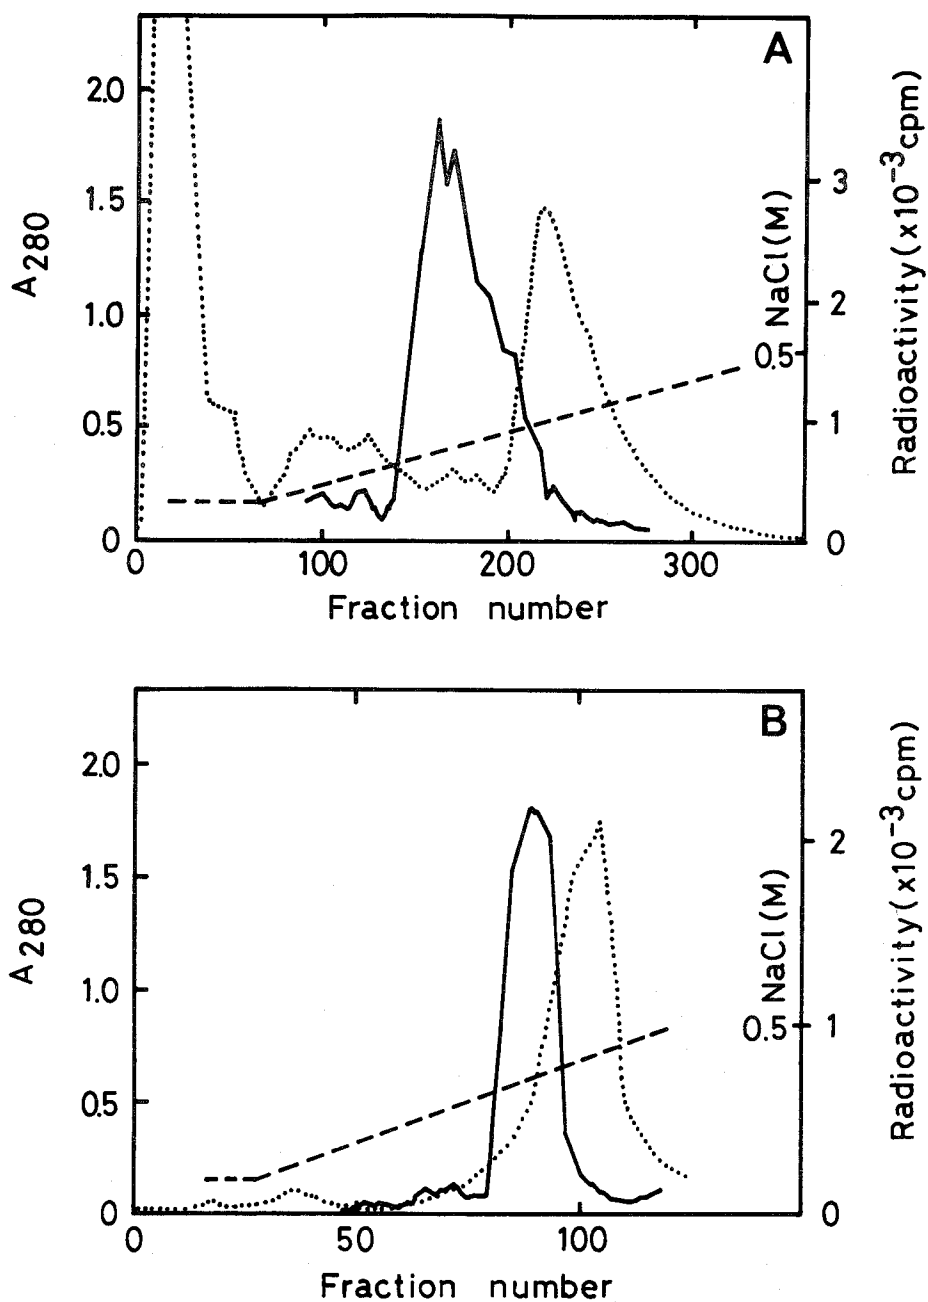 A
2.0
1.5
1.0
0.5
0
A280
3
2
1
0
0.5 NaCl(M)
Radioactivity(x10⁻³cpm)
0 100 200 300
Fraction number
B
2.0
1.5
1.0
0.5
0
A280
2
1
0
0.5 NaCl(M)
Radioactivity(x10⁻³cpm)
0 50 100
Fraction number